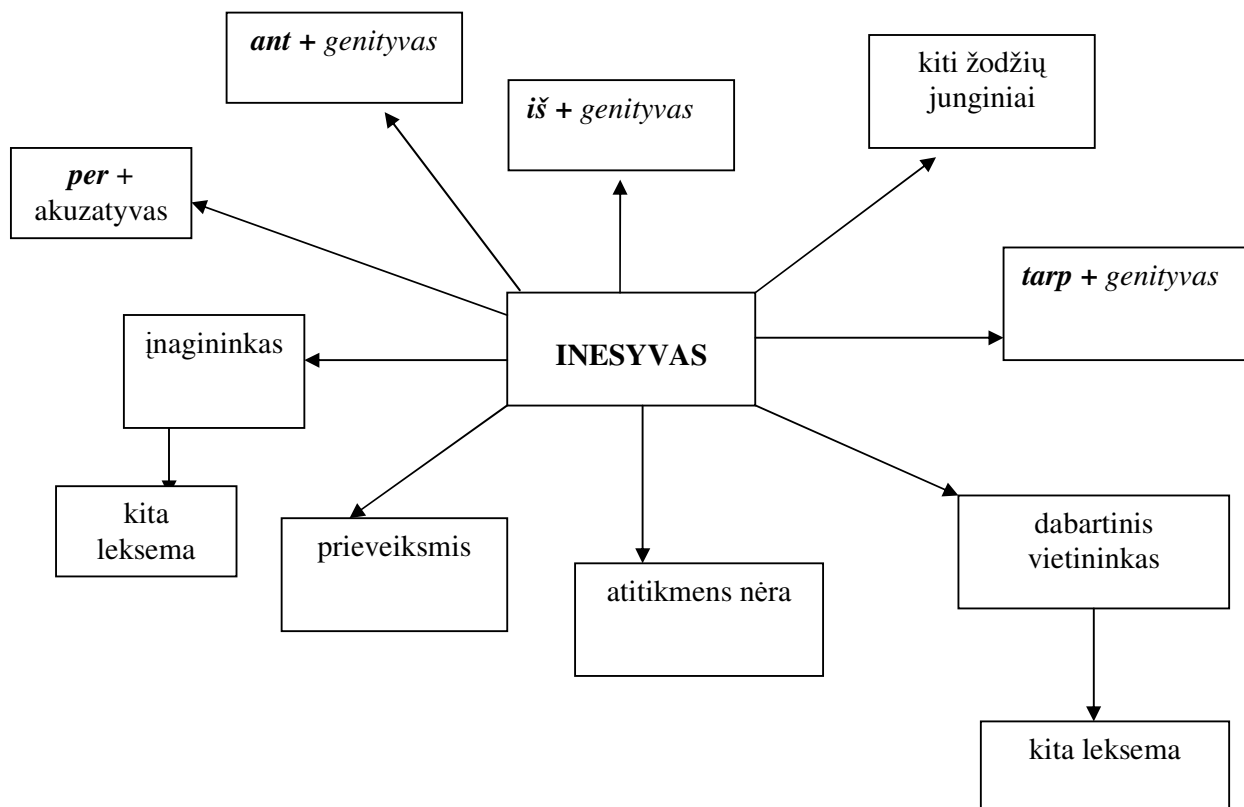 ant + genityvas
iš + genityvas
kiti žodžių
junginiai
per +
akuzatyvas
tarp + genityvas
įnagininkas
INESYVAS
kita
leksema
prieveiksmis
atitikmens nėra
dabartinis
vietininkas
kita leksema